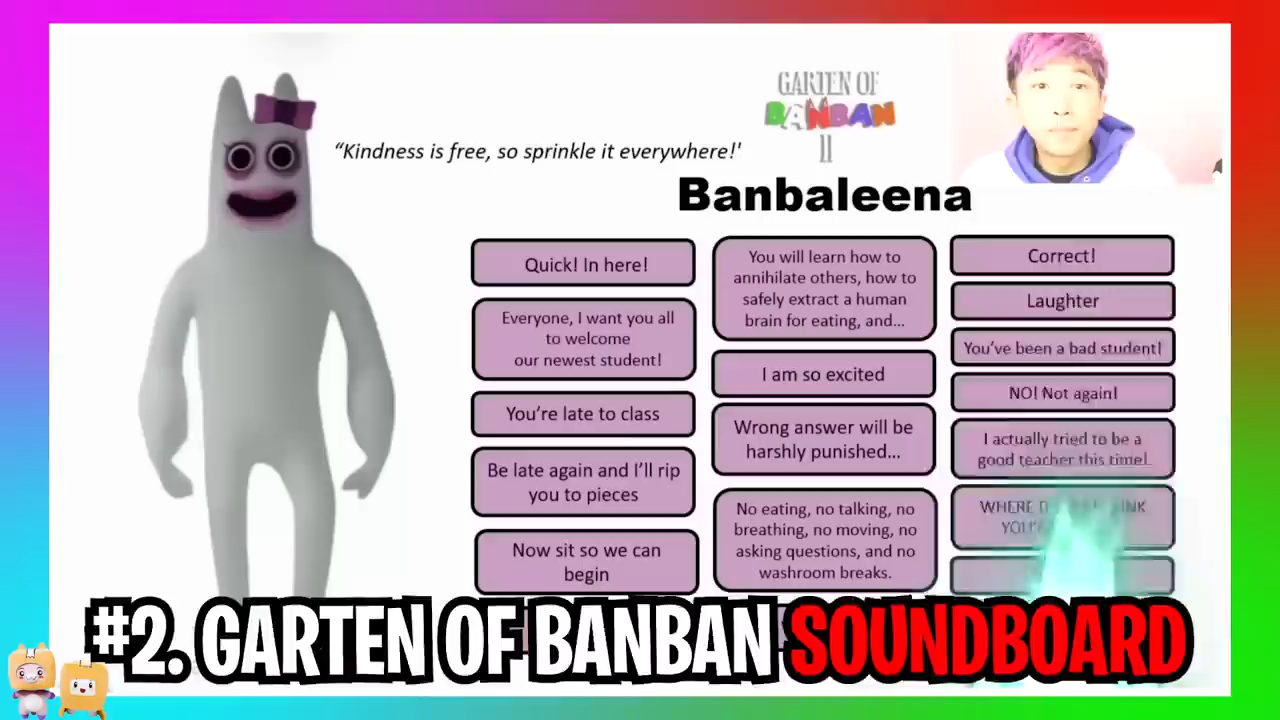 GARTEN OF
BANBAN
II
“Kindness is free, so sprinkle it everywhere!'
Banbaleena
Quick! In here!
Everyone, I want you all
to welcome
our newest student!
You’re late to class
Be late again and I’ll rip
you to pieces
Now sit so we can
begin
You will learn how to
annihilate others, how to
safely extract a human
brain for eating, and...
I am so excited
Wrong answer will be
harshly punished...
No eating, no talking, no
breathing, no moving, no
asking questions, and no
washroom breaks.
Correct!
Laughter
You’ve been a bad student!
NO! Not again!
I actually tried to be a
good teacher this time!
WHERE
#2. GARTEN OF BANBAN SOUNDBOARD